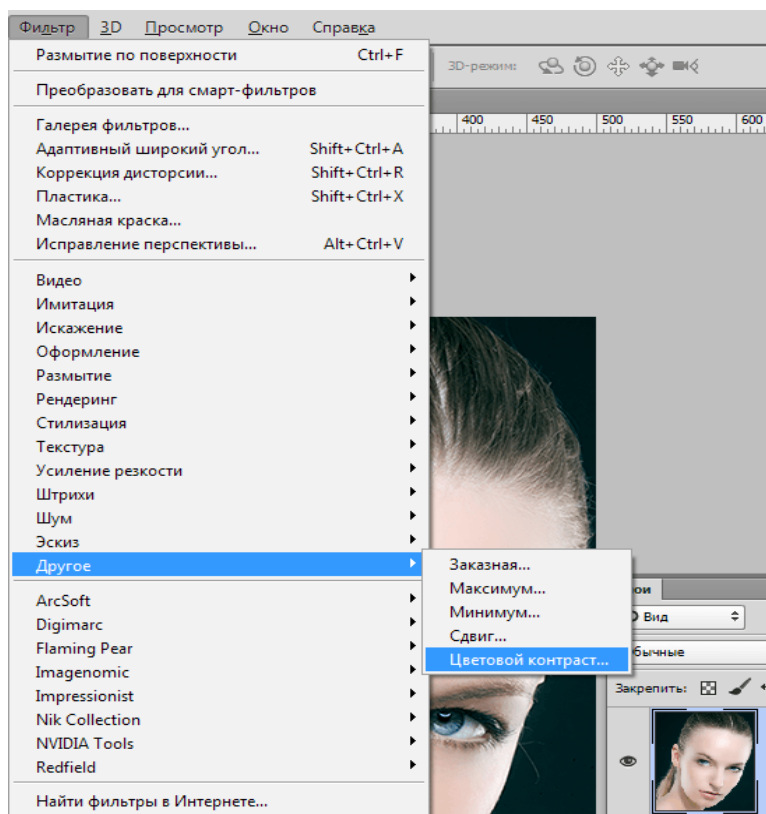 Фильтр 3D Просмотр Окно Справка
Размытие по поверхности Ctrl+F
3D-режим:
Преобразовать для смарт-фильтров
Галерея фильтров...
400 450 500 550 600
Адаптивный широкий угол... Shift+Ctrl+A
Коррекция дисторсии... Shift+Ctrl+R
Пластика... Shift+Ctrl+X
Масляная краска...
Исправление перспективы... Alt+Ctrl+V
Видео
Имитация
Искажение
Оформление
Размытие
Рендеринг
Стилизация
Текстура
Усиление резкости
Штрихи
Шум
Эскиз
Другое
Заказная...
Максимум...
Минимум...
Сдвиг...
Цветовой контраст...
ArcSoft
Digimarc
Flaming Pear
Imagenomic
Impressionist
Nik Collection
NVIDIA Tools
Redfield
Найти фильтры в Интернете...
Вид
Закрепить: